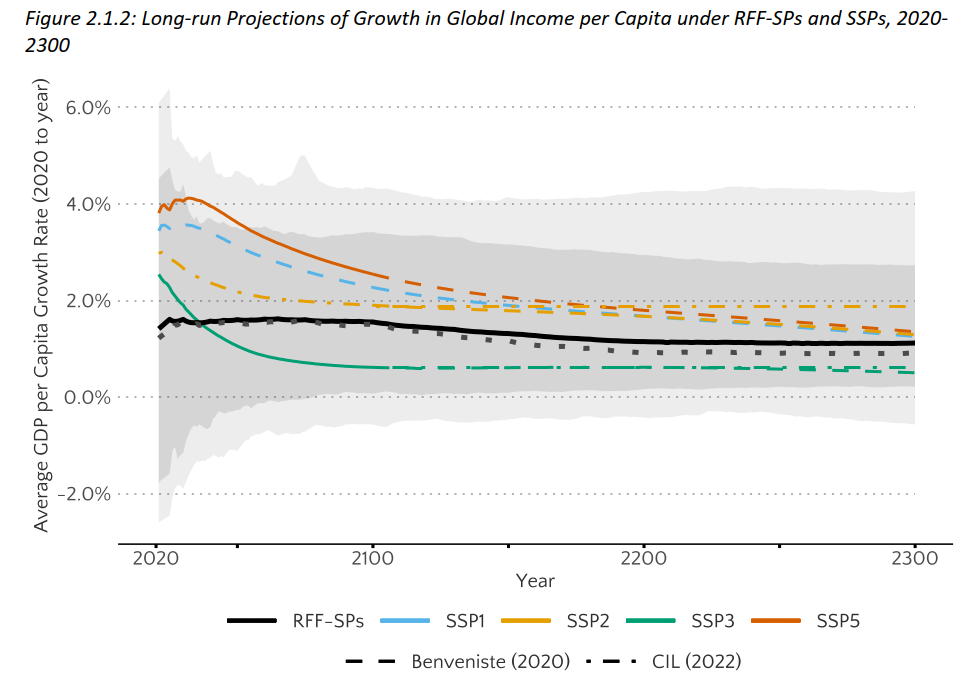 Figure 2.1.2: Long-run Projections of Growth in Global Income per Capita under RFF-SPs and SSPs, 2020-
2300
Average GDP per Capita Growth Rate (2020 to year)
6.0%
4.0%
2.0%
0.0%
−2.0%
2020 2100 2200 2300
Year
RFF−SPs SSP1 SSP2 SSP3 SSP5
Benveniste (2020) CIL (2022)